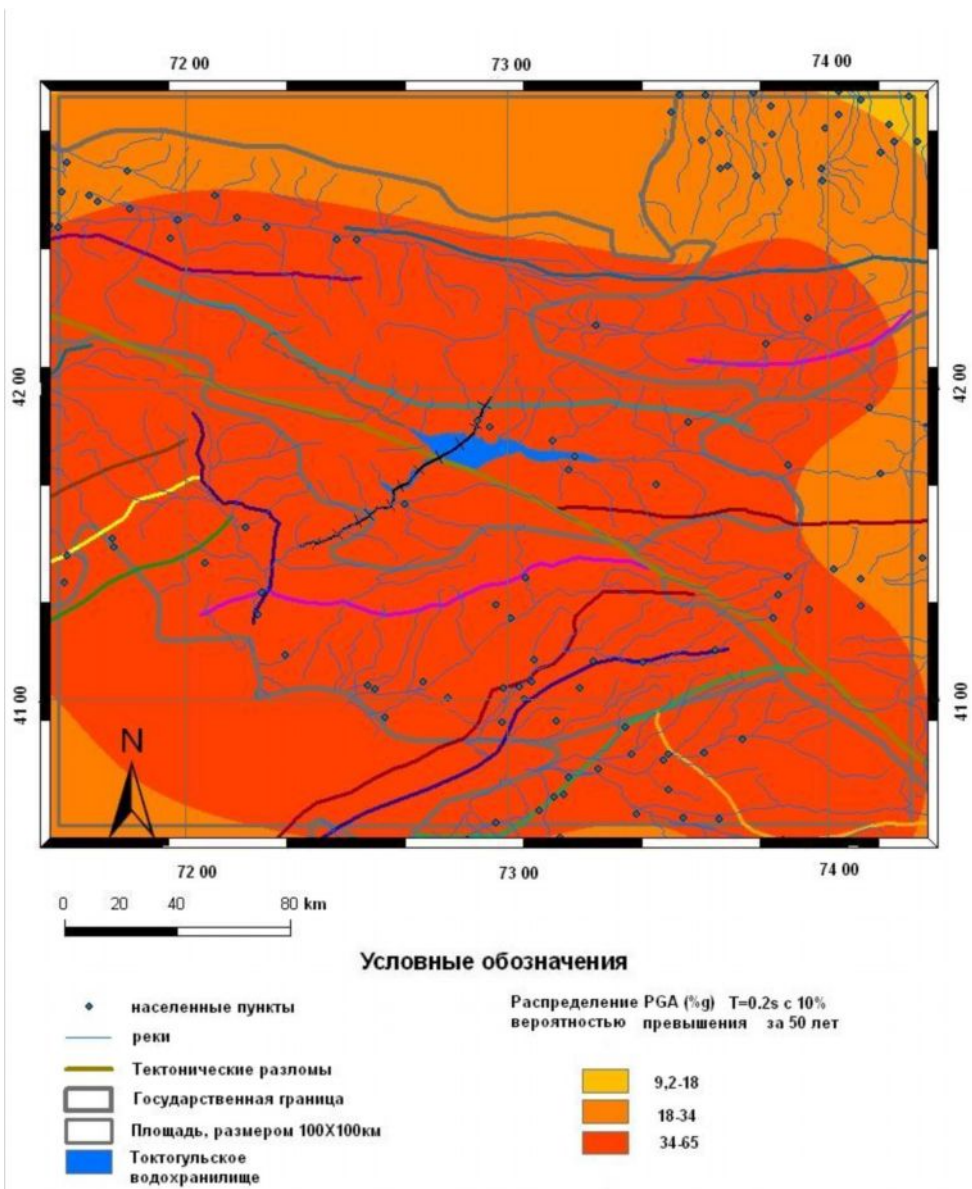 72 00 73 00 74 00
42 00 42 00
41 00 41 00
N
72 00 73 00 74 00
0 20 40 80 km
Условные обозначения
населенные пункты
реки
Тектонические разломы
Государственная граница
Площадь, размером 100Х100км
Токтогульское
водохранилище
Распределение PGA (%g) T=0.2s с 10%
вероятностью превышения за 50 лет
9,2-18
18-34
34-65